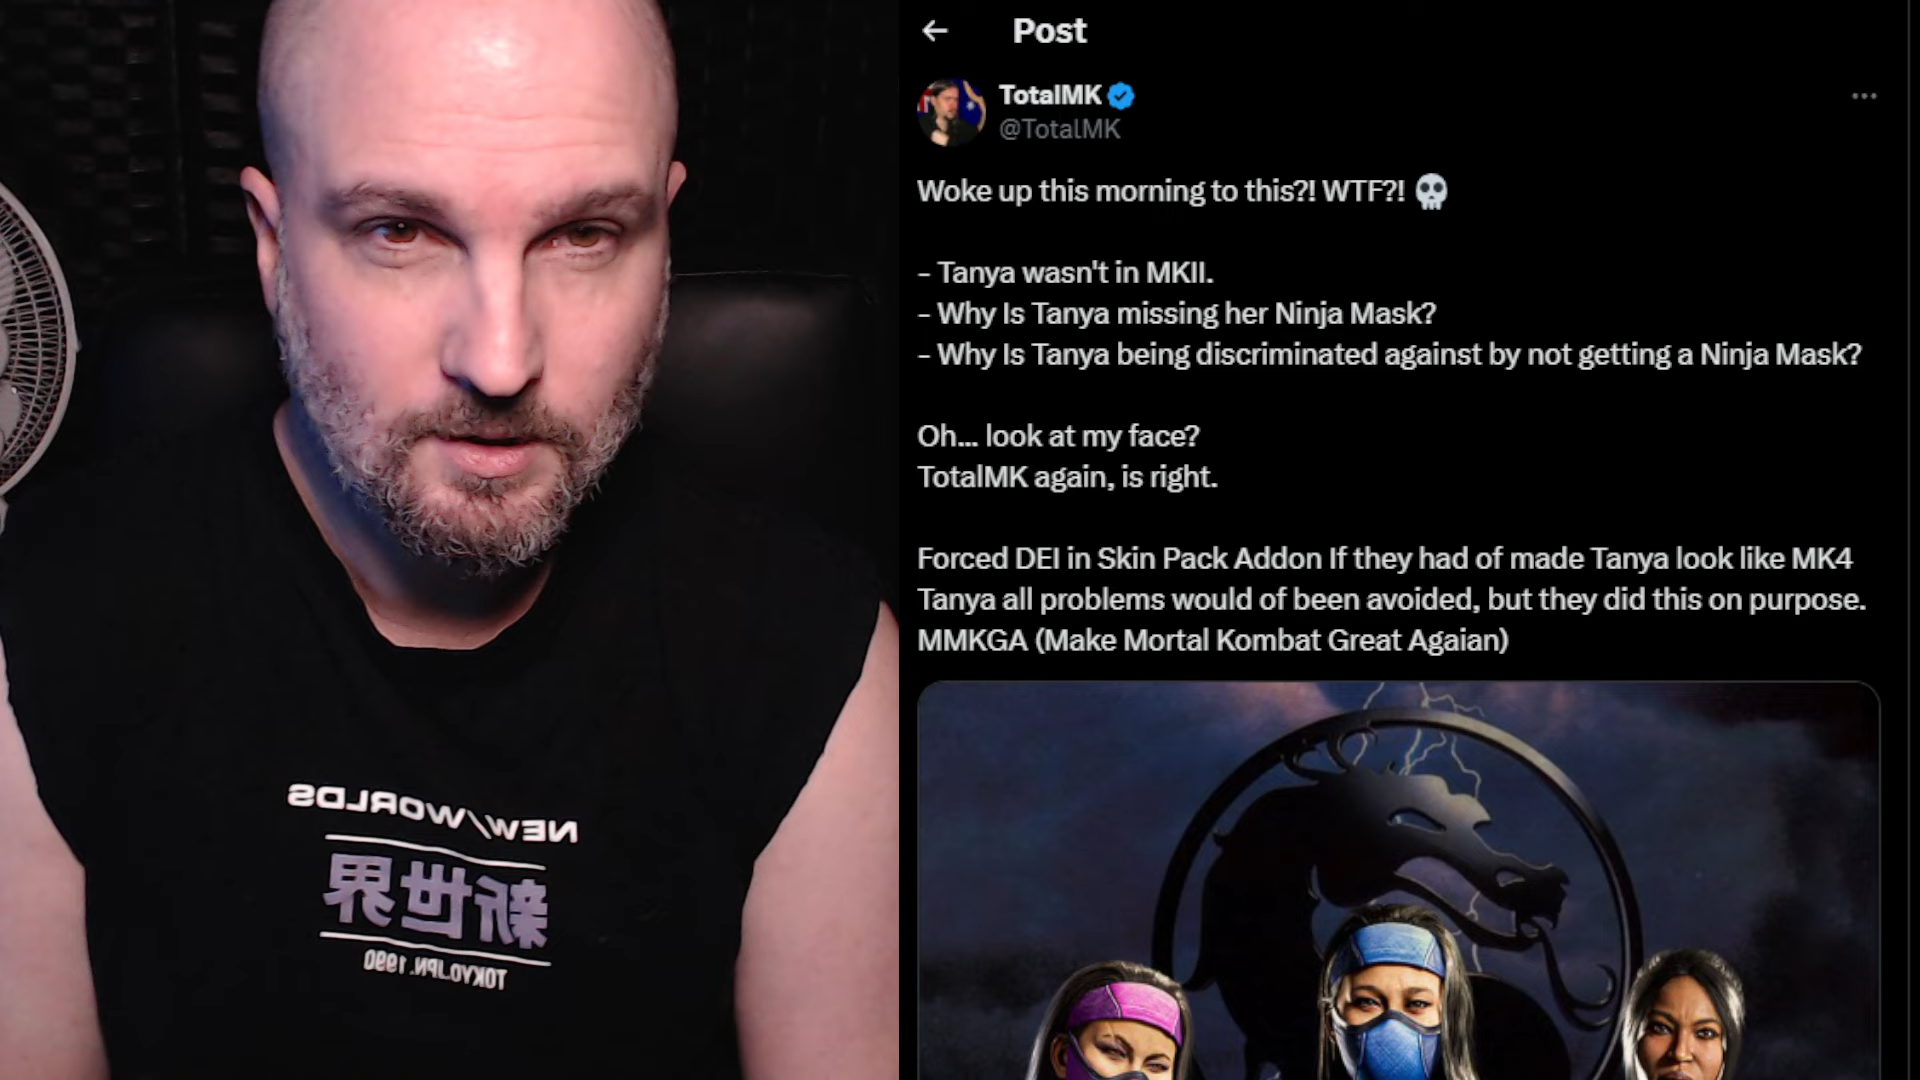 NEW/WORLDS
新世界
TOKYO.JPN.1990
Post
TotalMK
@TotalMK
Woke up this morning to this?! WTF?! 💀
- Tanya wasn't in MKII.
- Why Is Tanya missing her Ninja Mask?
- Why Is Tanya being discriminated against by not getting a Ninja Mask?
Oh... look at my face?
TotalMK again, is right.
Forced DEI in Skin Pack Addon If they had of made Tanya look like MK4
Tanya all problems would of been avoided, but they did this on purpose.
MMKGA (Make Mortal Kombat Great Agaian)